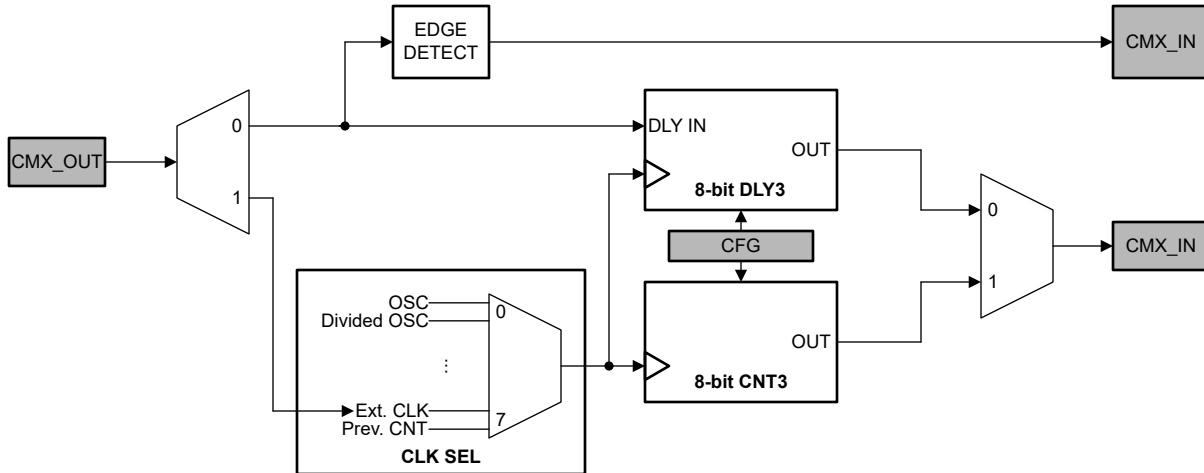 EDGE
DETECT
CMX_IN
CMX_OUT
0
1
DLY IN
OUT
8-bit DLY3
CFG
0
1
CMX_IN
OSC
Divided OSC
0
⋮
Ext. CLK
Prev. CNT
7
CLK SEL
OUT
8-bit CNT3